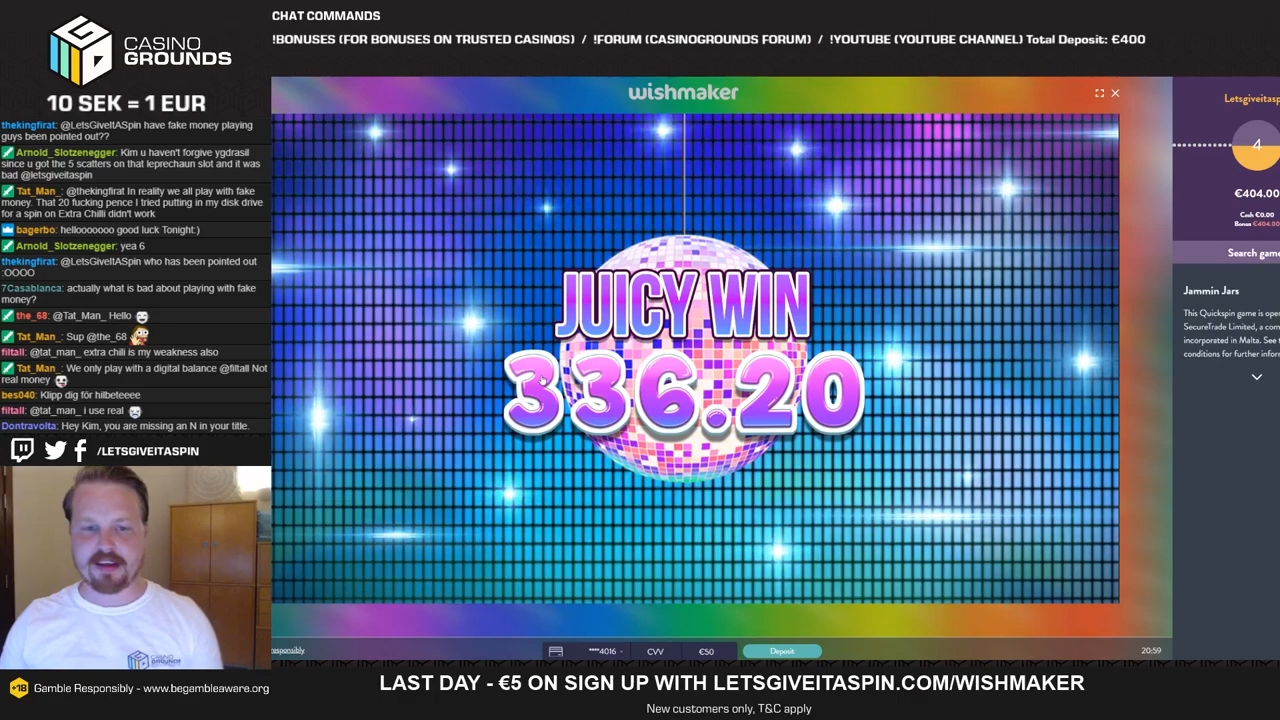 CASINO
GROUNDS
10 SEK = 1 EUR
CHAT COMMANDS
!BONUSES (FOR BONUSES ON TRUSTED CASINOS) / !FORUM (CASINOGROUNDS FORUM) / !YOUTUBE (YOUTUBE CHANNEL) Total Deposit: €400
thekingfirat: @LetsGiveItASpin have fake money playing
guys been pointed out??
Arnold_Slotzenegger: Kim u haven't forgive ygdrasil
since u got the 5 scatters on that leprechaun slot and it was
bad @letsgiveitaspin
Tat_Man_: @thekingfirat In reality we all play with fake
money. That 20 fucking pence I tried putting in my disk drive
for a spin on Extra Chilli didn't work
bagerbo: hellooooooo good luck Tonight:)
Arnold_Slotzenegger: yea 6
thekingfirat: @LetsGiveItASpin who has been pointed out
:OOOO
7Casablanca: actually what is bad about playing with fake
money?
the_68: @Tat_Man_ Hello
Tat_Man_: Sup @the_68
filtall: @tat_man_ extra chili is my weakness also
Tat_Man_: We only play with a digital balance @filtall Not
real money
bes040: Klipp dig för hilbeteeee
filtall: @tat_man_ i use real
Dontravolta: Hey Kim, you are missing an N in your title.
/LETSGIVEITASPIN
wishmaker
JUICY WIN
336.20
Letsgiveitasp
4
€404.00
Cash €0.00
Bonus €404.00
Search game
Jammin Jars
This Quickspin game is ope
SecureTrade Limited, a com
incorporated in Malta. See t
conditions for further infor
responsibly
****4016
CVV
€50
Deposit
20:59
CASINO
GROUNDS
+18 Gamble Responsibly - www.begambleaware.org
LAST DAY - €5 ON SIGN UP WITH LETSGIVEITASPIN.COM/WISHMAKER
New customers only, T&C apply